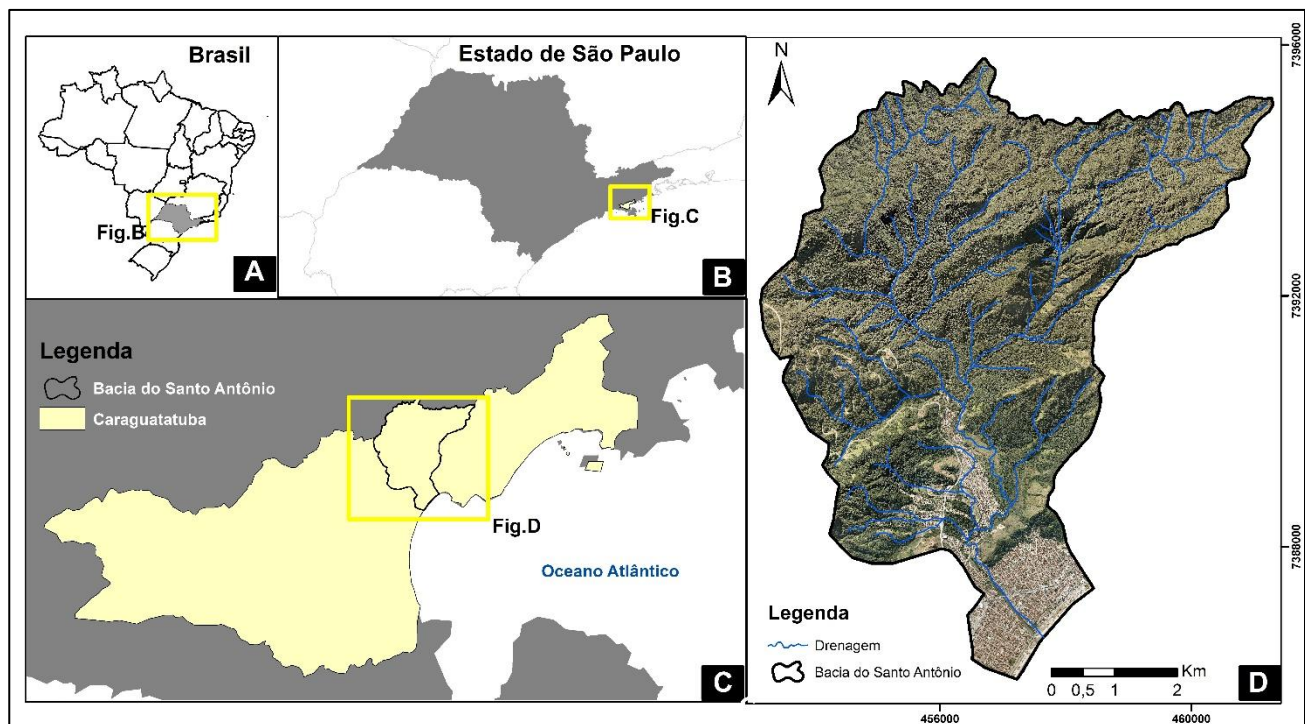 Brasil
Fig.B
A
Estado de São Paulo
Fig.C
B
Legenda
Bacia do Santo Antônio
Caraguatatuba
Fig.D
Oceano Atlântico
C
N
7396000
7392000
7388000
Legenda
Drenagem
Bacia do Santo Antônio
Km
0 0,5 1 2
D
456000 460000